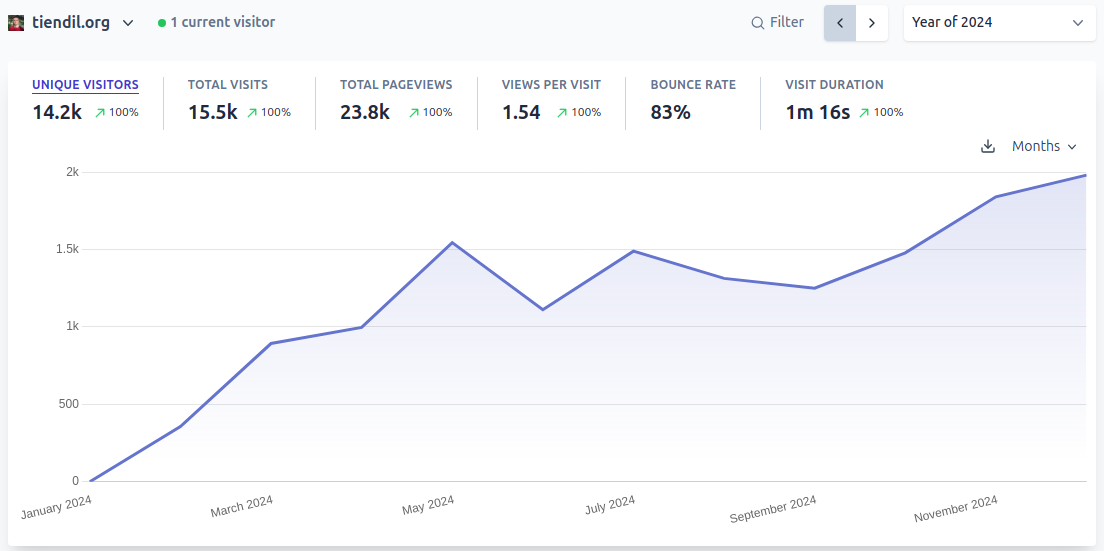 tiendil.org 1 current visitor Filter Year of 2024
UNIQUE VISITORS TOTAL VISITS TOTAL PAGEVIEWS VIEWS PER VISIT BOUNCE RATE VISIT DURATION
14.2k 100% 15.5k 100% 23.8k 100% 1.54 100% 83% 1m 16s 100%
Months
2k
1.5k
1k
500
0
January 2024 March 2024 May 2024 July 2024 September 2024 November 2024